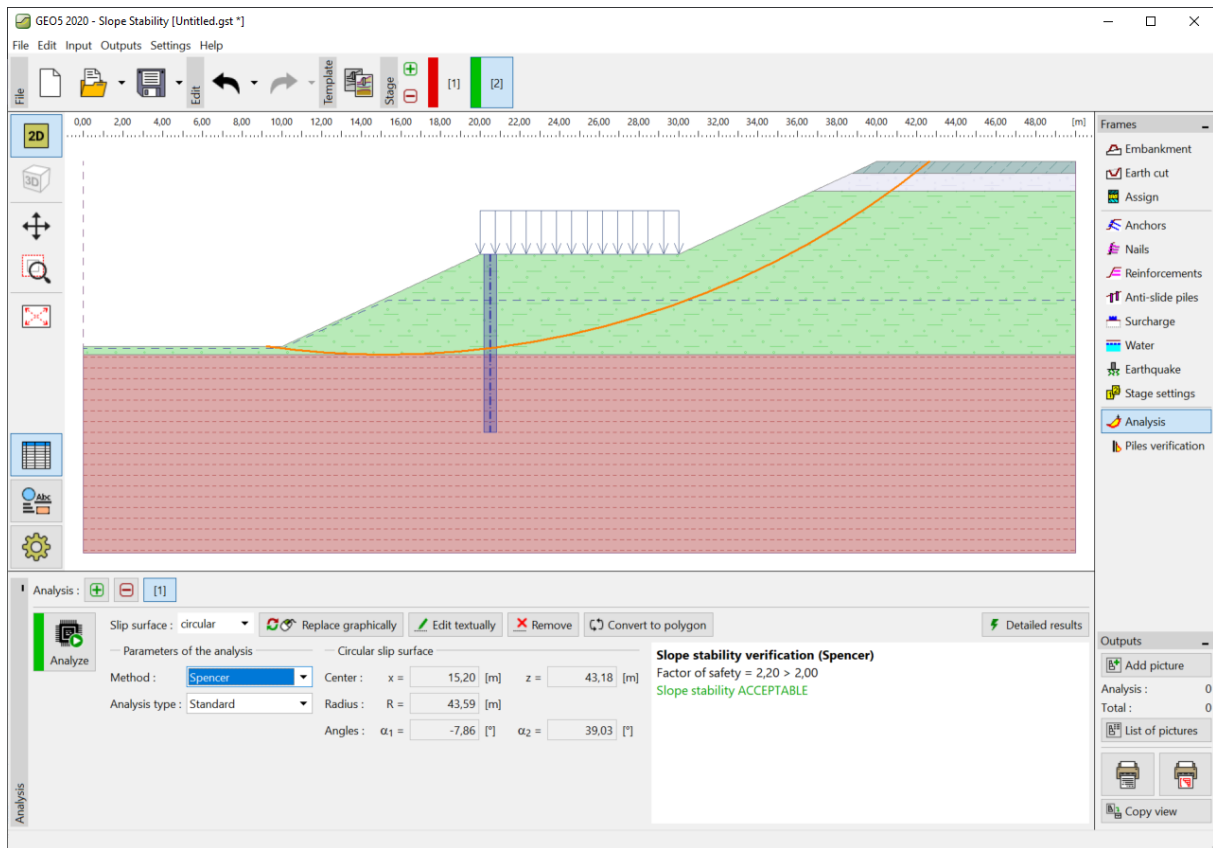 GEO5 2020 - Slope Stability [Untitled.gst *]
File Edit Input Outputs Settings Help
File
Edit
Template
Stage
[1]
[2]
2D
3D
0,00 2,00 4,00 6,00 8,00 10,00 12,00 14,00 16,00 18,00 20,00 22,00 24,00 26,00 28,00 30,00 32,00 34,00 36,00 38,00 40,00 42,00 44,00 46,00 48,00 [m]
Frames
Embankment
Earth cut
Assign
Anchors
Nails
Reinforcements
Anti-slide piles
Surcharge
Water
Earthquake
Stage settings
Analysis
Piles verification
Abc
Analysis : [1]
Analyze
Slip surface : circular Replace graphically Edit textually Remove Convert to polygon Detailed results
Parameters of the analysis
Method : Spencer
Analysis type : Standard
Circular slip surface
Center : x = 15,20 [m] z = 43,18 [m]
Radius : R = 43,59 [m]
Angles : α1 = -7,86 [°] α2 = 39,03 [°]
Slope stability verification (Spencer)
Factor of safety = 2,20 > 2,00
Slope stability ACCEPTABLE
Analysis
Outputs
Add picture
Analysis : 0
Total : 0
List of pictures
Copy view